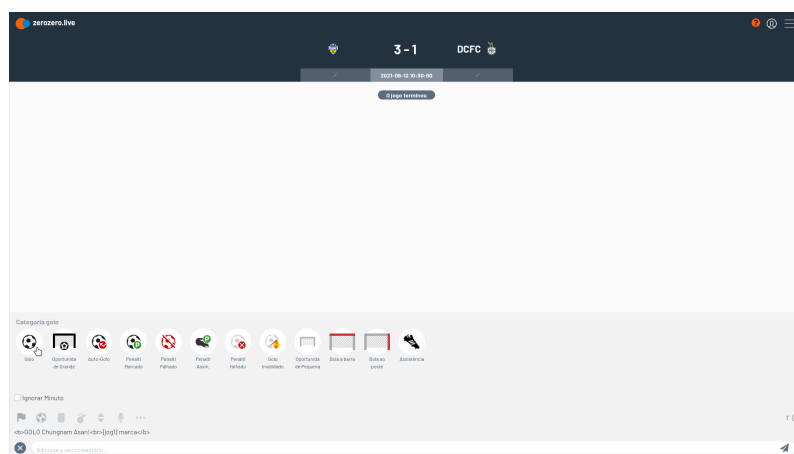 zerozero.live
3 - 1 DCFC
2021-06-12 10:30:00
O jogo terminou
Categoria golo
Golo
Oportunida de Grande
Auto-Golo
Penalti Marcado
Penalti Falhado
Penalti Assin.
Penalti falhado
Golo Invalidado
Oportunida de Pequena
Bola à barra
Bola ao poste
Assistência
Ignorar Minuto
<b>GOLO Chungnam Asan!<br>[jog1] marca</b>
Adicione o seu comentário...